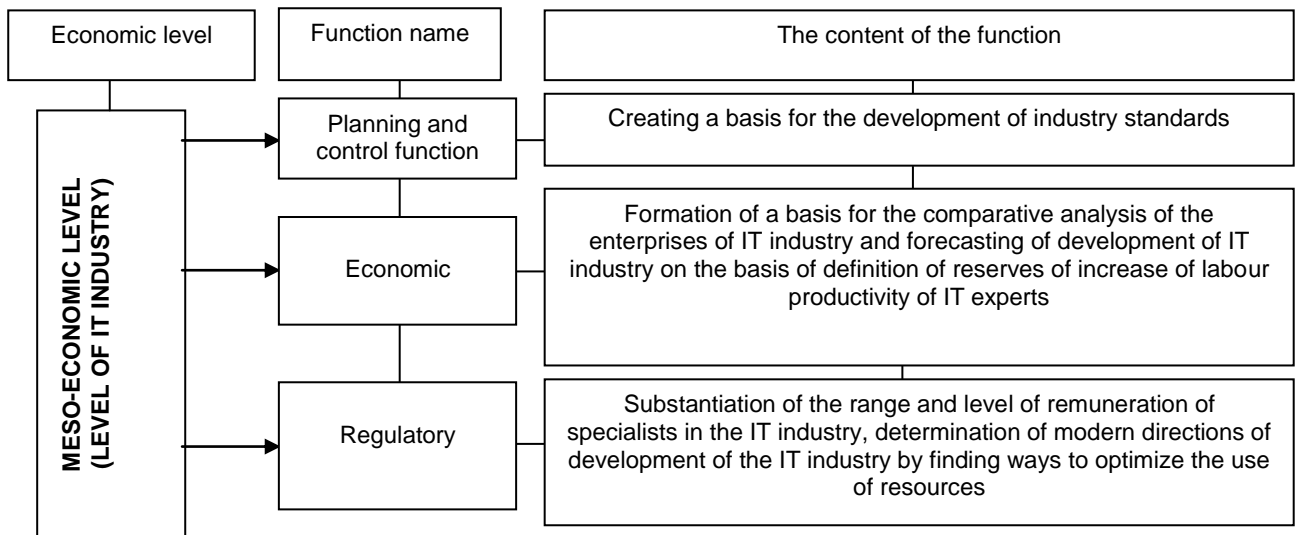 Economic level
Function name
The content of the function
MESO-ECONOMIC LEVEL
(LEVEL OF IT INDUSTRY)
Planning and
control function
Creating a basis for the development of industry standards
Economic
Formation of a basis for the comparative analysis of the
enterprises of IT industry and forecasting of development of IT
industry on the basis of definition of reserves of increase of labour
productivity of IT experts
Regulatory
Substantiation of the range and level of remuneration of
specialists in the IT industry, determination of modern directions of
development of the IT industry by finding ways to optimize the use
of resources